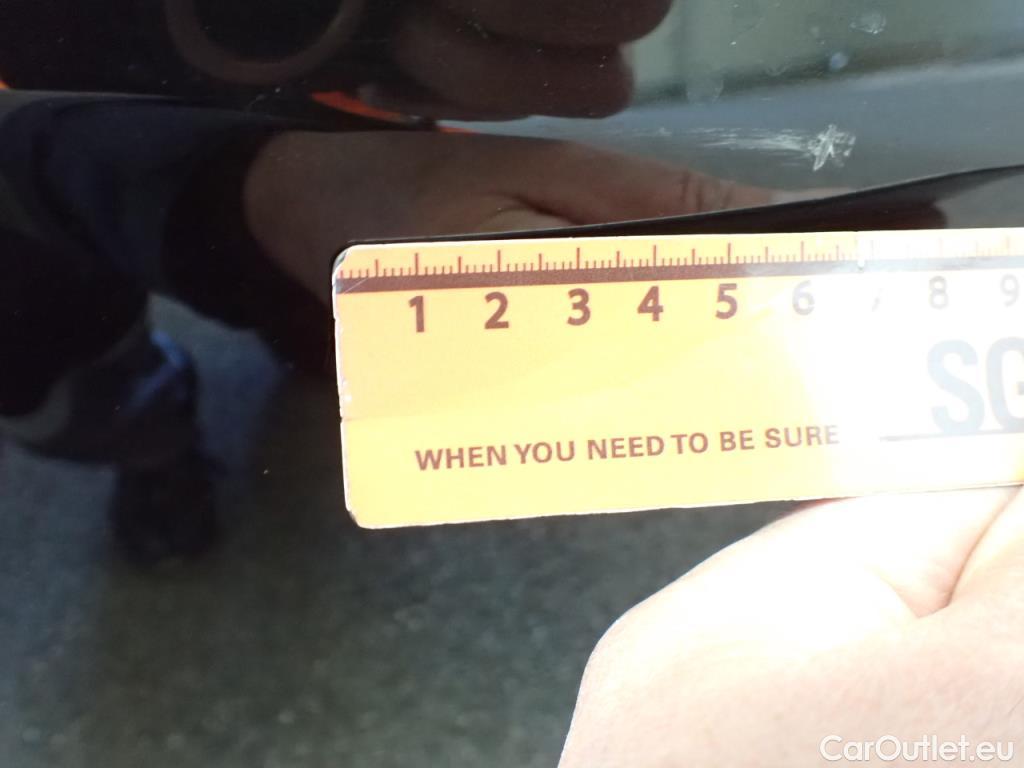 1 2 3 4 5 6 8 9
SG
WHEN YOU NEED TO BE SURE
CarOutlet.eu